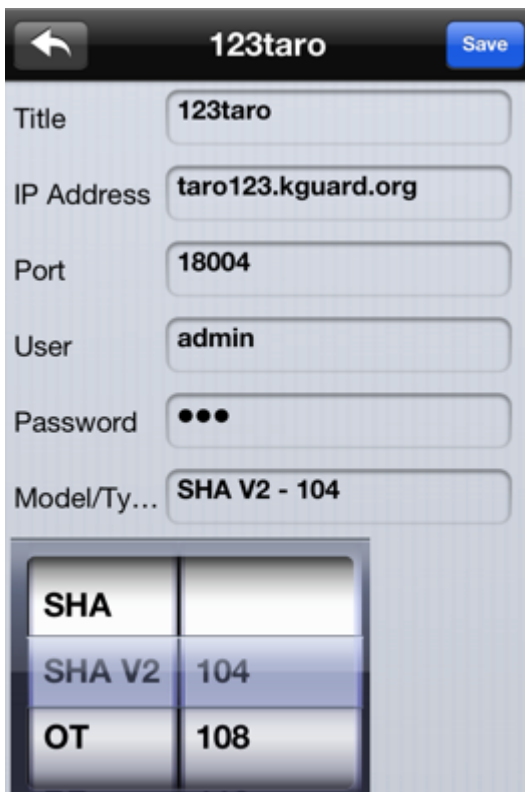 123taro
Save
Title 123taro
IP Address taro123.kguard.org
Port 18004
User admin
Password ●●●
Model/Ty... SHA V2 - 104
SHA
SHA V2 104
OT 108